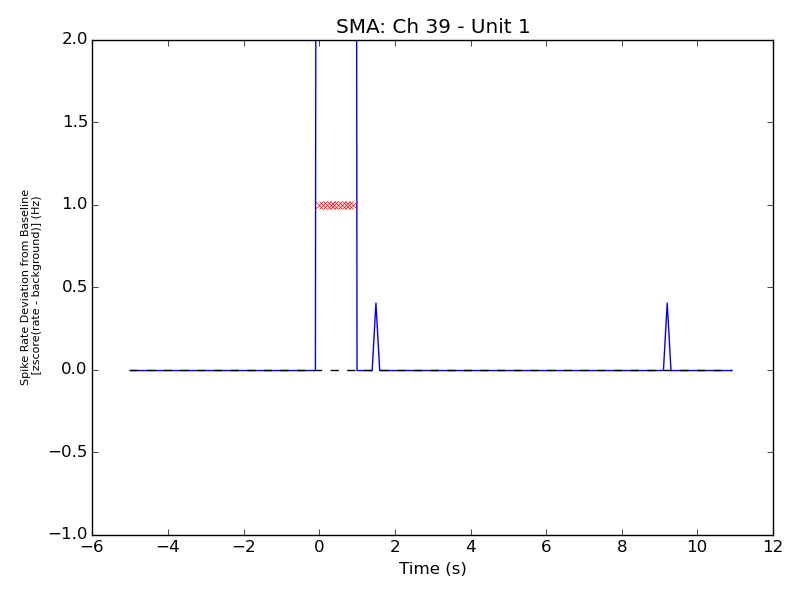 SMA: Ch 39 - Unit 1
2.0
1.5
1.0
0.5
0.0
−0.5
−1.0
Spike Rate Deviation from Baseline
[zscore(rate - background)] (Hz)
−6 −4 −2 0 2 4 6 8 10 12
Time (s)